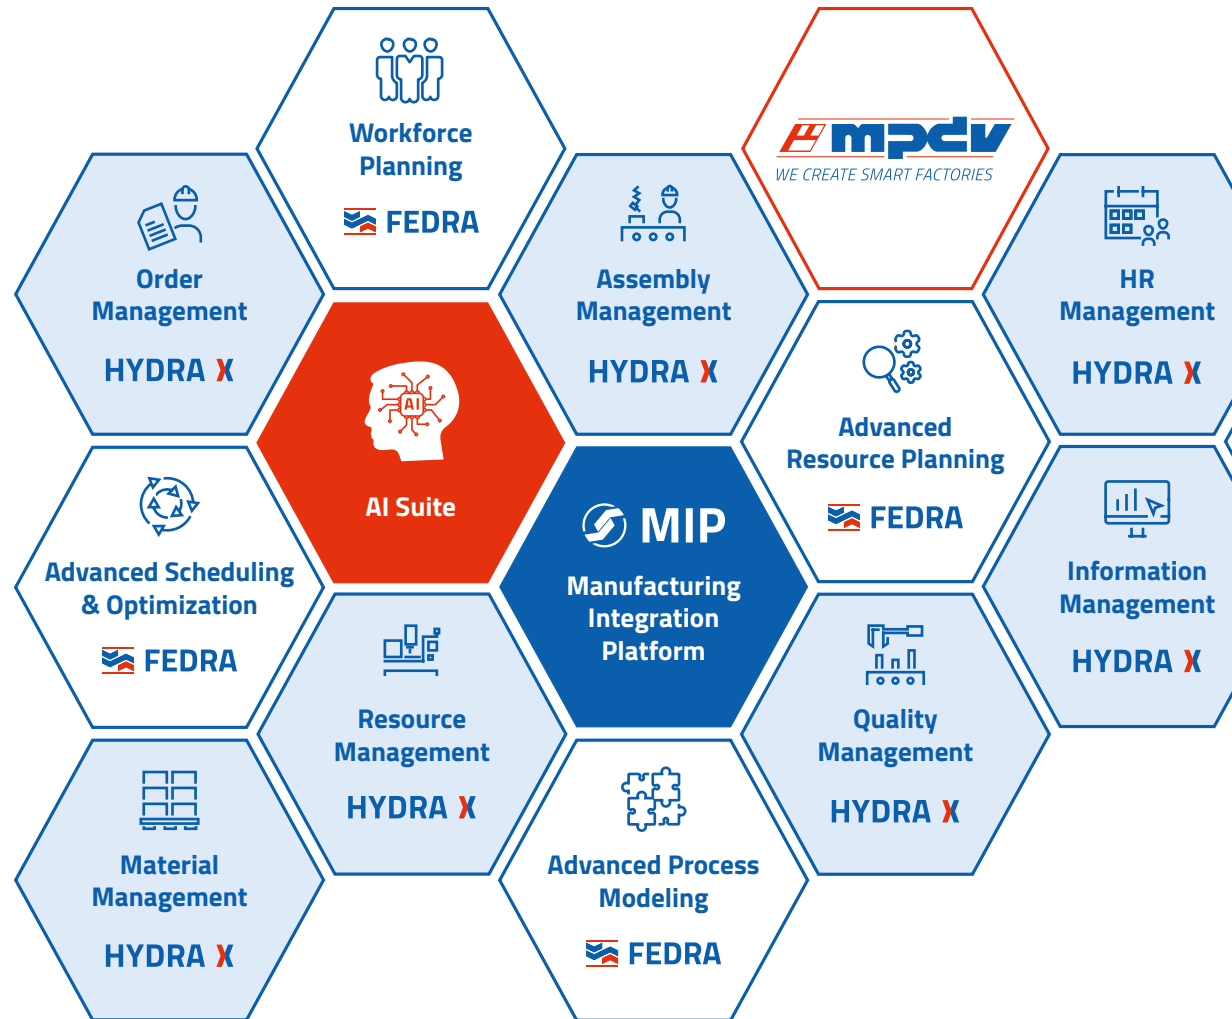 Workforce
Planning
FEDRA
mpdv
WE CREATE SMART FACTORIES
Order
Management
HYDRA X
Assembly
Management
HYDRA X
HR
Management
HYDRA X
AI
AI Suite
Advanced
Resource Planning
FEDRA
Advanced Scheduling
& Optimization
FEDRA
MIP
Manufacturing
Integration
Platform
Information
Management
HYDRA X
Resource
Management
HYDRA X
Quality
Management
HYDRA X
Material
Management
HYDRA X
Advanced Process
Modeling
FEDRA